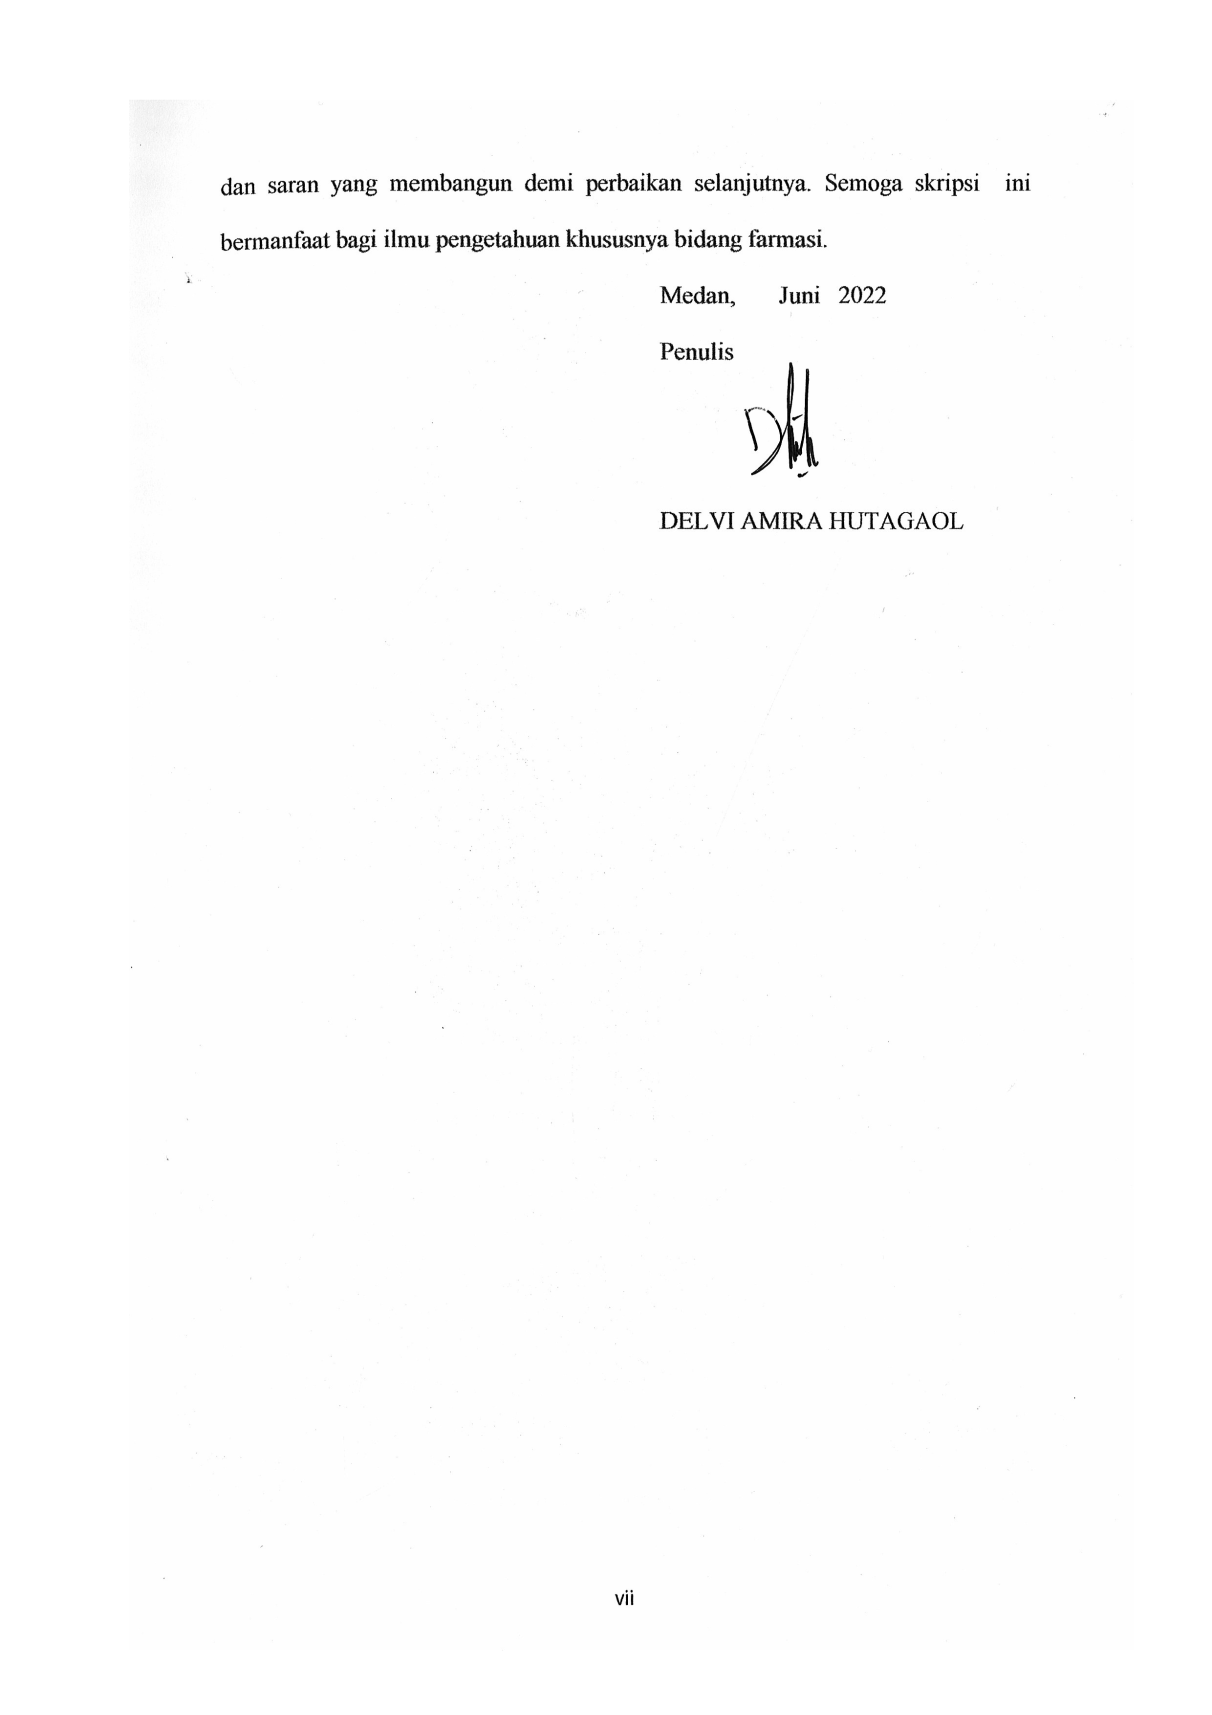 dan saran yang membangun demi perbaikan selanjutnya. Semoga skripsi ini
bermanfaat bagi ilmu pengetahuan khususnya bidang farmasi.
Medan, Juni 2022
Penulis
DELVI AMIRA HUTAGAOL
vii